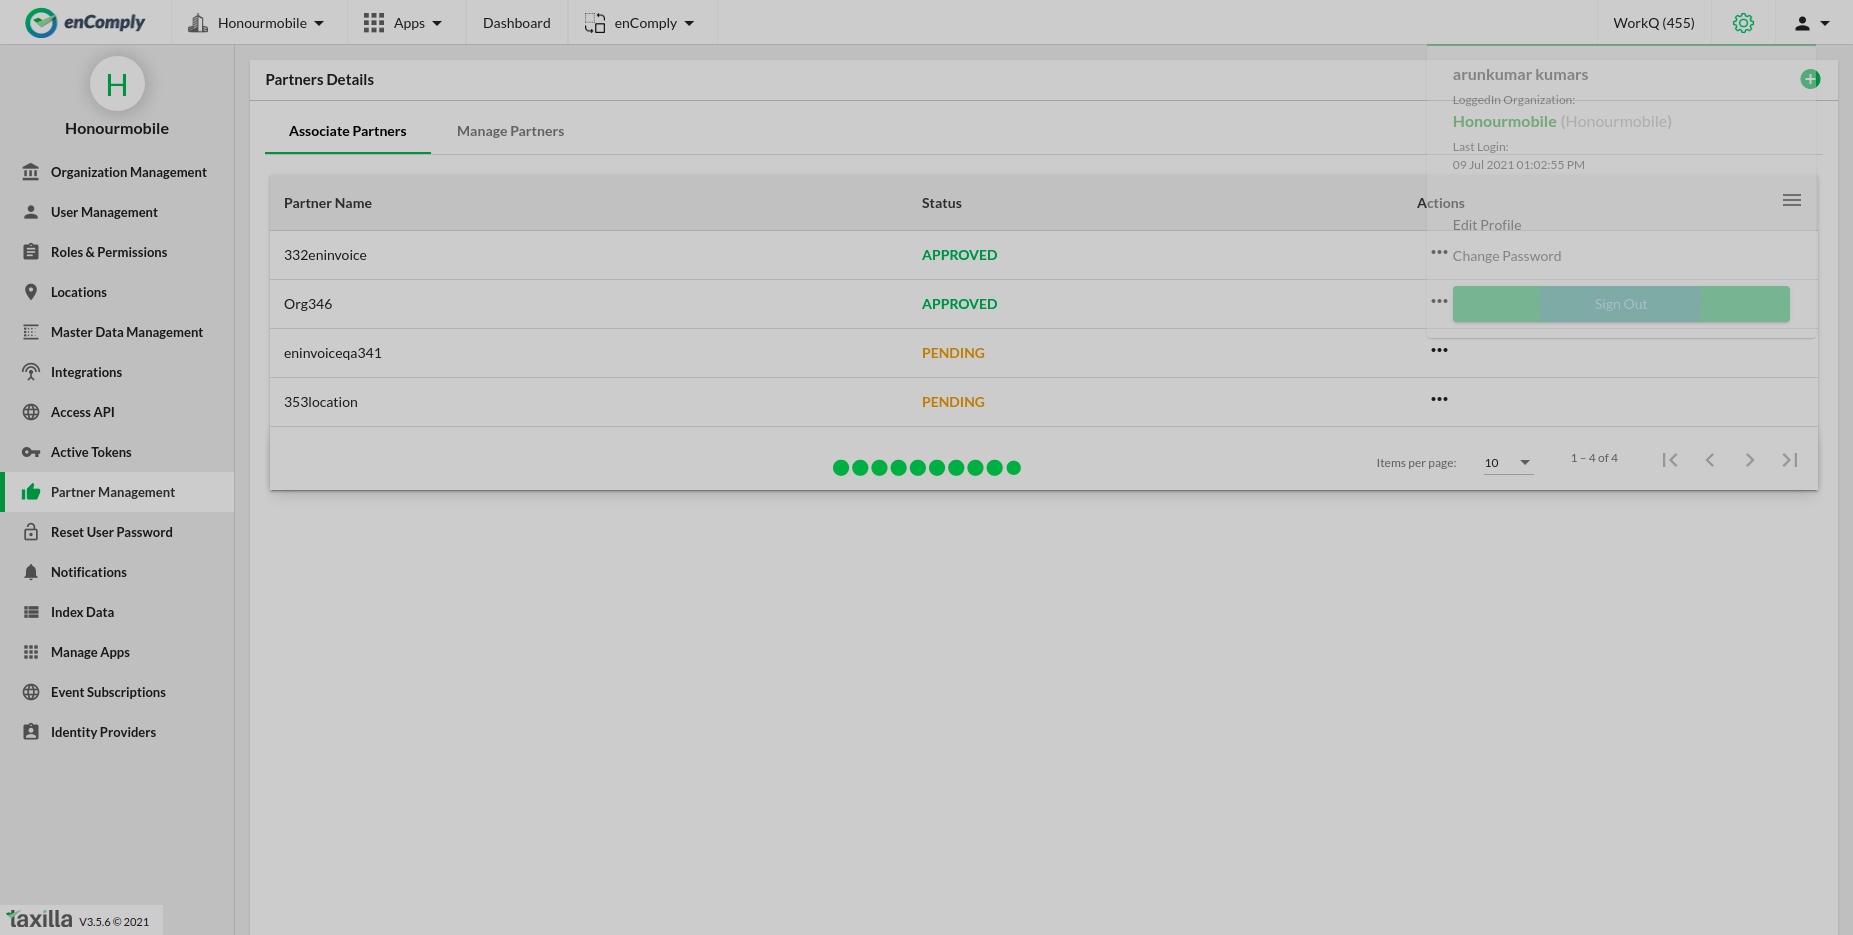 enComply
Honourmobile
Apps
Dashboard
enComply
WorkQ (455)
H
Honourmobile
Organization Management
User Management
Roles & Permissions
Locations
Master Data Management
Integrations
Access API
Active Tokens
Partner Management
Reset User Password
Notifications
Index Data
Manage Apps
Event Subscriptions
Identity Providers
taxilla V3.5.6 © 2021
Partners Details
Associate Partners
Manage Partners
Partner Name
Status
Actions
332eninvoice
APPROVED
Org346
APPROVED
eninvoiceqa341
PENDING
353location
PENDING
Items per page:
10
1 – 4 of 4
arunkumar kumars
LoggedIn Organization:
Honourmobile (Honourmobile)
Last Login:
09 Jul 2021 01:02:55 PM
Edit Profile
Change Password
Sign Out